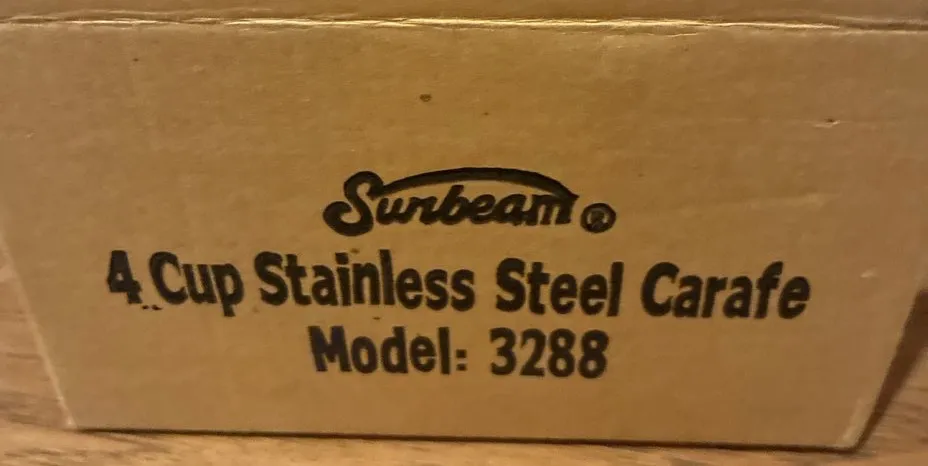 Sunbeam®
4 Cup Stainless Steel Carafe
Model: 3288